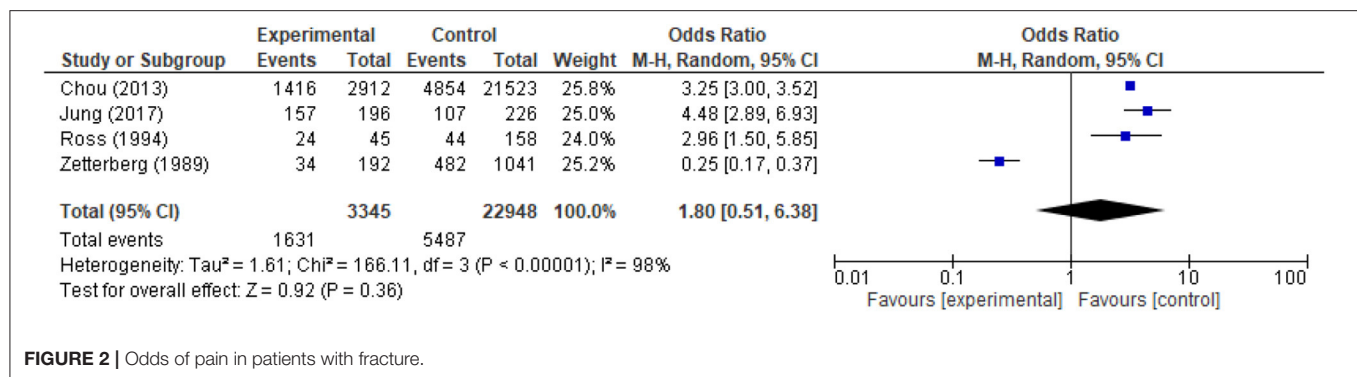 Experimental Control Odds Ratio Odds Ratio
Study or Subgroup Events Total Events Total Weight M-H, Random, 95% CI M-H, Random, 95% CI
Chou (2013) 1416 2912 4854 21523 25.8% 3.25 [3.00, 3.52]
Jung (2017) 157 196 107 226 25.0% 4.48 [2.89, 6.93]
Ross (1994) 24 45 44 158 24.0% 2.96 [1.50, 5.85]
Zetterberg (1989) 34 192 482 1041 25.2% 0.25 [0.17, 0.37]
Total (95% CI) 3345 22948 100.0% 1.80 [0.51, 6.38]
Total events 1631 5487
Heterogeneity: Tau² = 1.61; Chi² = 166.11, df = 3 (P < 0.00001); I² = 98%
Test for overall effect: Z = 0.92 (P = 0.36)
0.01 0.1 1 10 100
Favours [experimental] Favours [control]
FIGURE 2 | Odds of pain in patients with fracture.